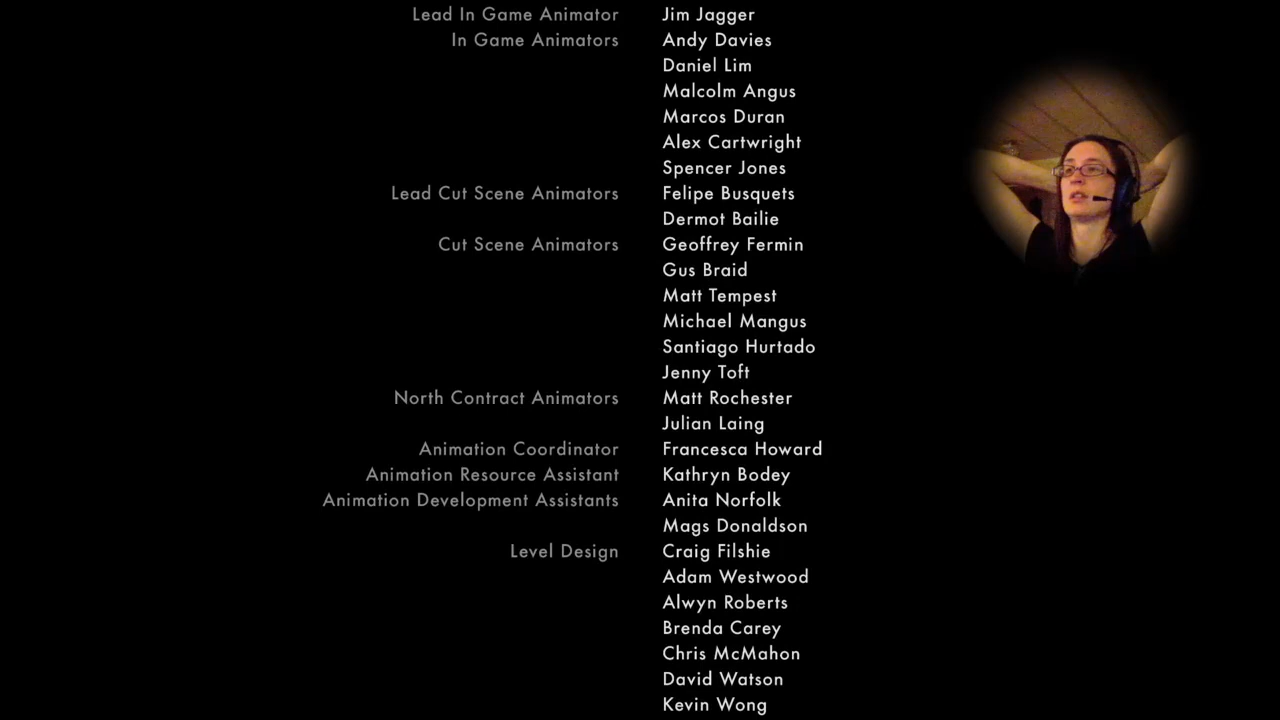 Lead In Game Animator Jim Jagger
In Game Animators Andy Davies
Daniel Lim
Malcolm Angus
Marcos Duran
Alex Cartwright
Spencer Jones
Lead Cut Scene Animators Felipe Busquets
Dermot Bailie
Cut Scene Animators Geoffrey Fermin
Gus Braid
Matt Tempest
Michael Mangus
Santiago Hurtado
Jenny Toft
North Contract Animators Matt Rochester
Julian Laing
Animation Coordinator Francesca Howard
Animation Resource Assistant Kathryn Bodey
Animation Development Assistants Anita Norfolk
Mags Donaldson
Level Design Craig Filshie
Adam Westwood
Alwyn Roberts
Brenda Carey
Chris McMahon
David Watson
Kevin Wong